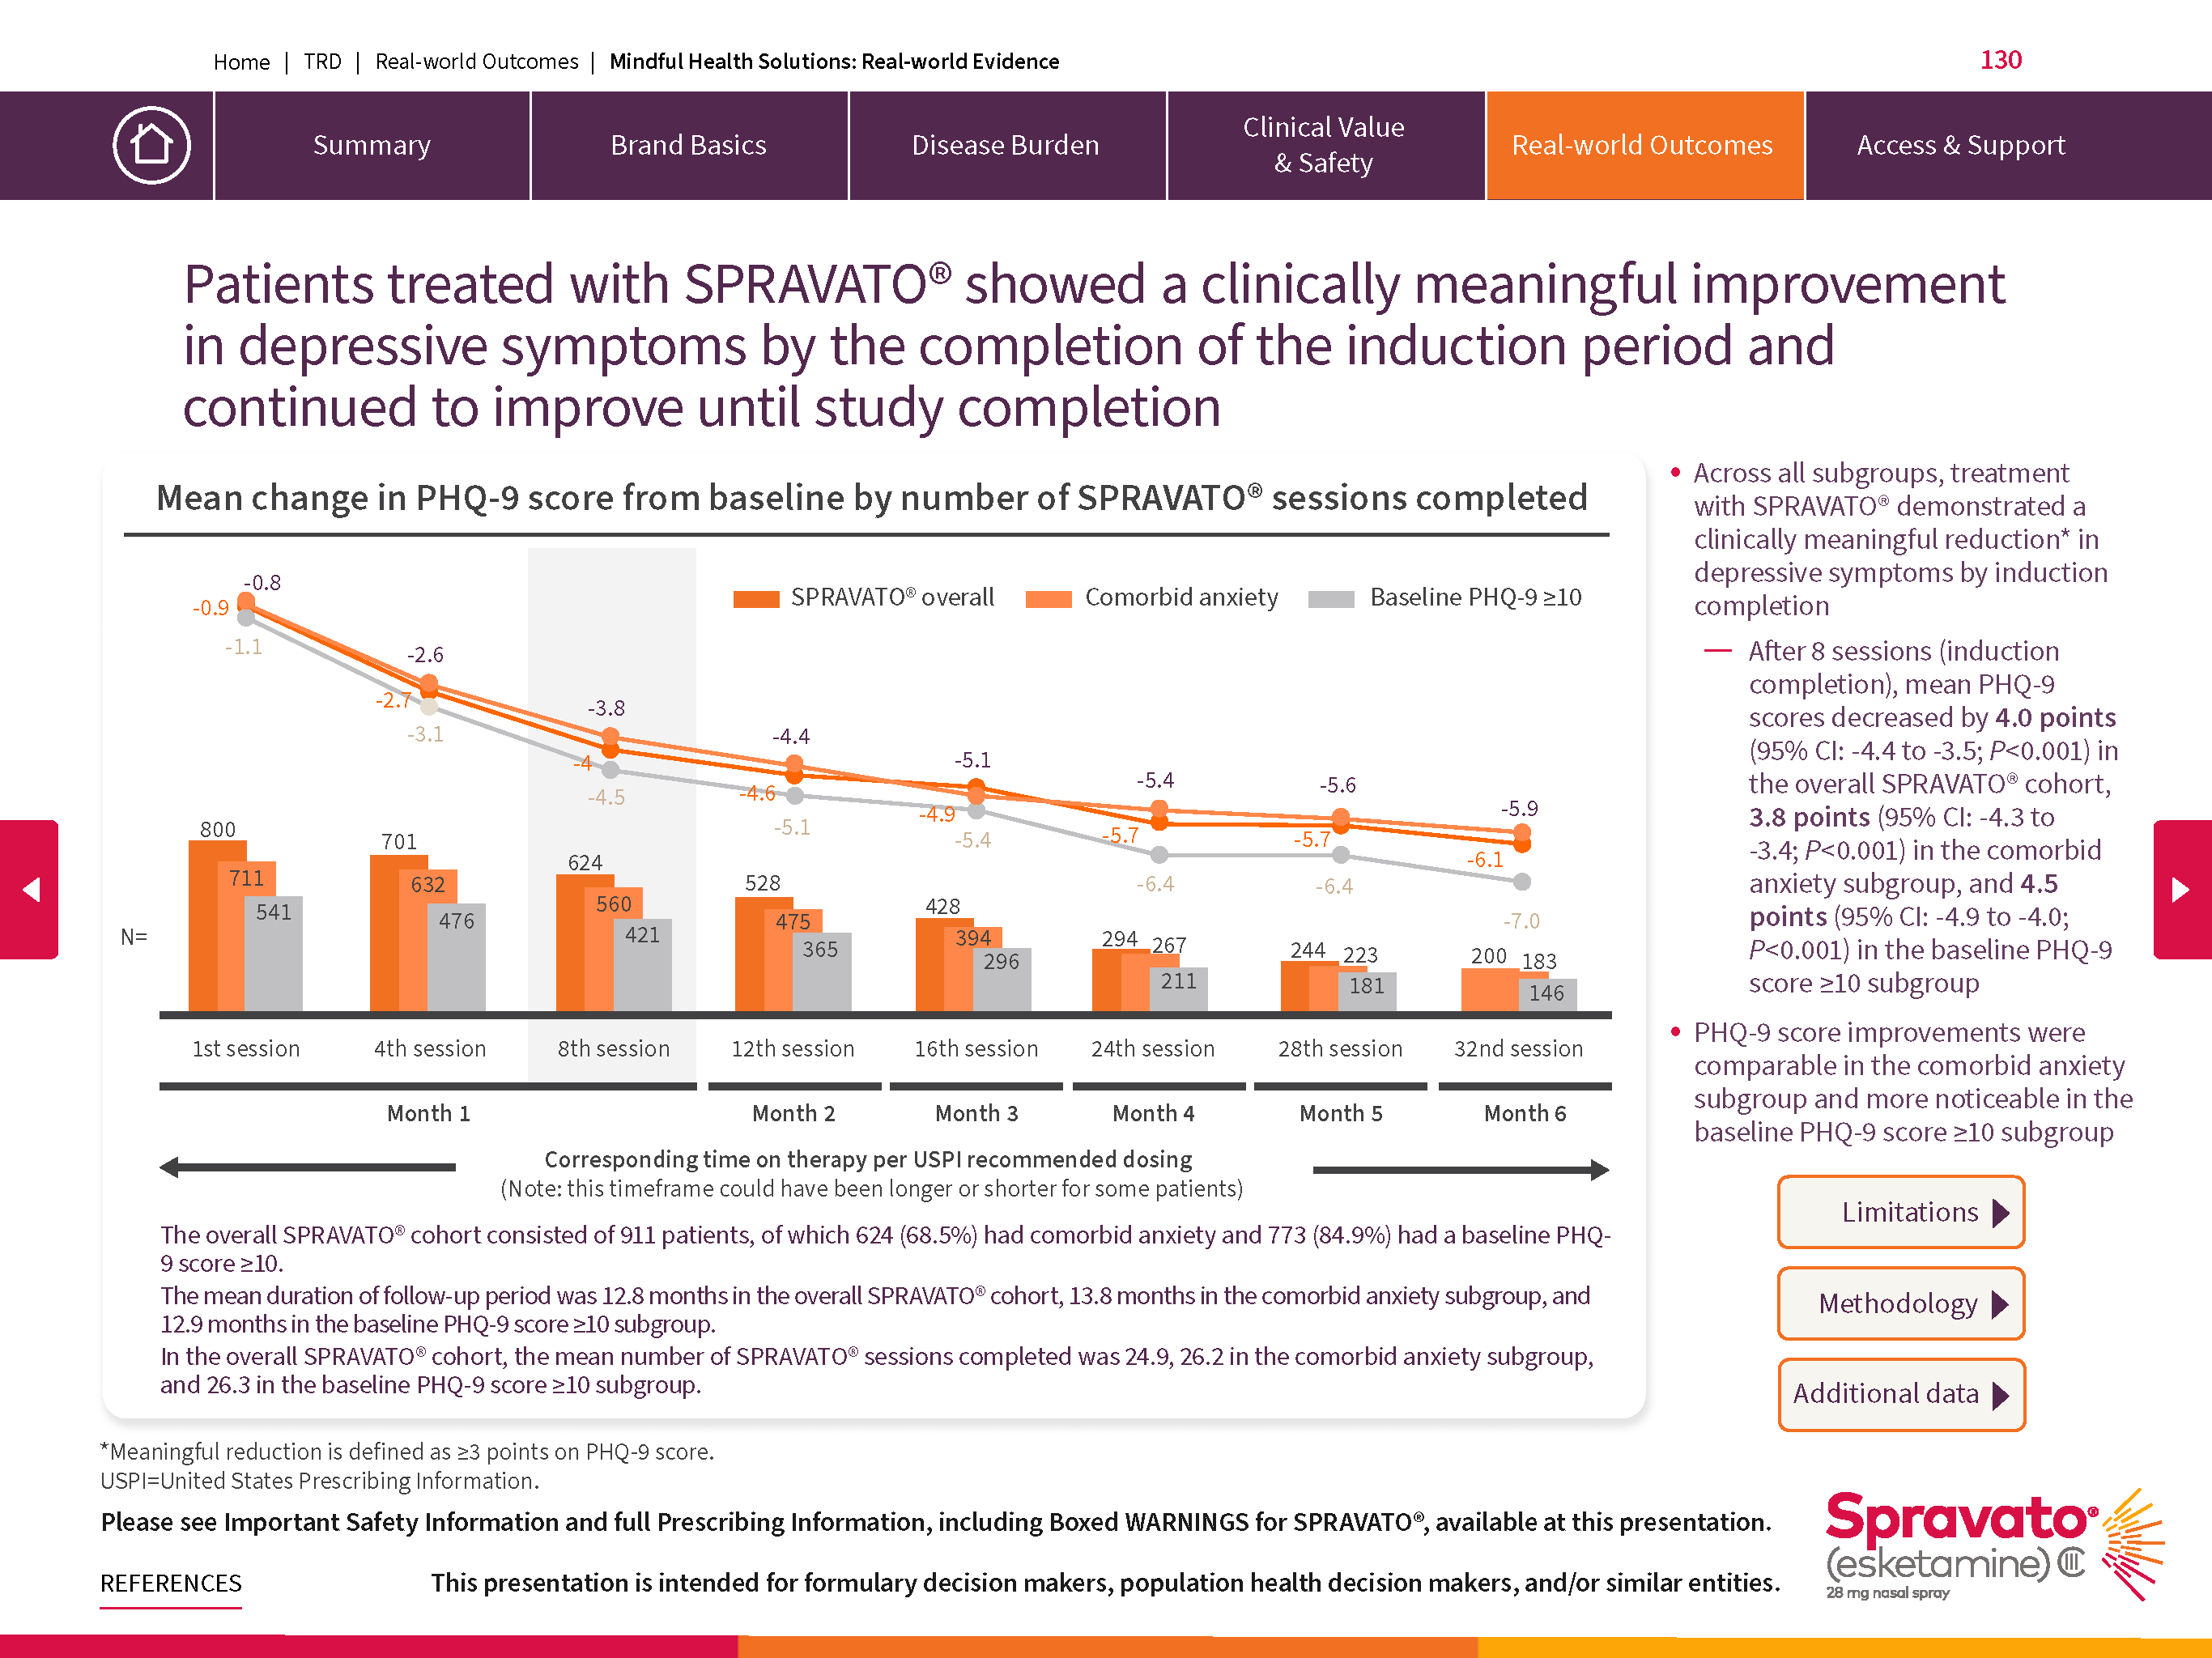 Home | TRD | Real-world Outcomes | Mindful Health Solutions: Real-world Evidence
130
Summary
Brand Basics
Disease Burden
Clinical Value
& Safety
Real-world Outcomes
Access & Support
Patients treated with SPRAVATO® showed a clinically meaningful improvement
in depressive symptoms by the completion of the induction period and
continued to improve until study completion
Mean change in PHQ-9 score from baseline by number of SPRAVATO® sessions completed
SPRAVATO® overall
Comorbid anxiety
Baseline PHQ-9 ≥10
-0.8
-0.9
-1.1
-2.6
-2.7
-3.1
-3.8
-4
-4.5
-4.4
-4.6
-5.1
-5.1
-4.9
-5.4
-5.4
-5.7
-6.4
-5.6
-5.7
-6.4
-5.9
-6.1
-7.0
N=
800
711
541
701
632
476
624
560
421
528
475
365
428
394
296
294
267
211
244
223
181
200
183
146
1st session
4th session
8th session
12th session
16th session
24th session
28th session
32nd session
Month 1
Month 2
Month 3
Month 4
Month 5
Month 6
Corresponding time on therapy per USPI recommended dosing
(Note: this timeframe could have been longer or shorter for some patients)
The overall SPRAVATO® cohort consisted of 911 patients, of which 624 (68.5%) had comorbid anxiety and 773 (84.9%) had a baseline PHQ-
9 score ≥10.
The mean duration of follow-up period was 12.8 months in the overall SPRAVATO® cohort, 13.8 months in the comorbid anxiety subgroup, and
12.9 months in the baseline PHQ-9 score ≥10 subgroup.
In the overall SPRAVATO® cohort, the mean number of SPRAVATO® sessions completed was 24.9, 26.2 in the comorbid anxiety subgroup,
and 26.3 in the baseline PHQ-9 score ≥10 subgroup.
• Across all subgroups, treatment
with SPRAVATO® demonstrated a
clinically meaningful reduction* in
depressive symptoms by induction
completion
— After 8 sessions (induction
completion), mean PHQ-9
scores decreased by 4.0 points
(95% CI: -4.4 to -3.5; P<0.001) in
the overall SPRAVATO® cohort,
3.8 points (95% CI: -4.3 to
-3.4; P<0.001) in the comorbid
anxiety subgroup, and 4.5
points (95% CI: -4.9 to -4.0;
P<0.001) in the baseline PHQ-9
score ≥10 subgroup
• PHQ-9 score improvements were
comparable in the comorbid anxiety
subgroup and more noticeable in the
baseline PHQ-9 score ≥10 subgroup
Limitations
Methodology
Additional data
*Meaningful reduction is defined as ≥3 points on PHQ-9 score.
USPI=United States Prescribing Information.
Please see Important Safety Information and full Prescribing Information, including Boxed WARNINGS for SPRAVATO®, available at this presentation.
REFERENCES
This presentation is intended for formulary decision makers, population health decision makers, and/or similar entities.
Spravato®
(esketamine) CIII
28 mg nasal spray